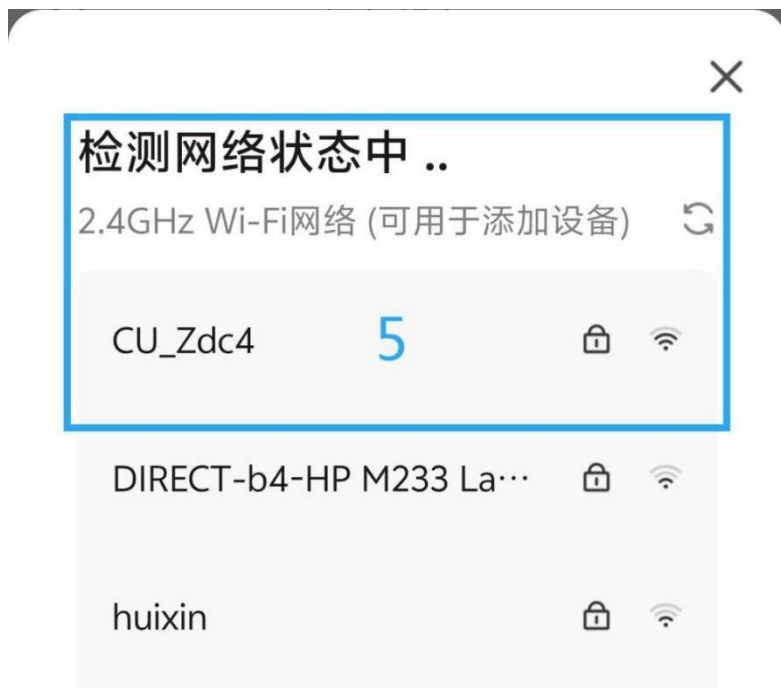 检测网络状态中 ..
2.4GHz Wi-Fi网络 (可用于添加设备)
CU_Zdc4 5
DIRECT-b4-HP M233 La···
huixin